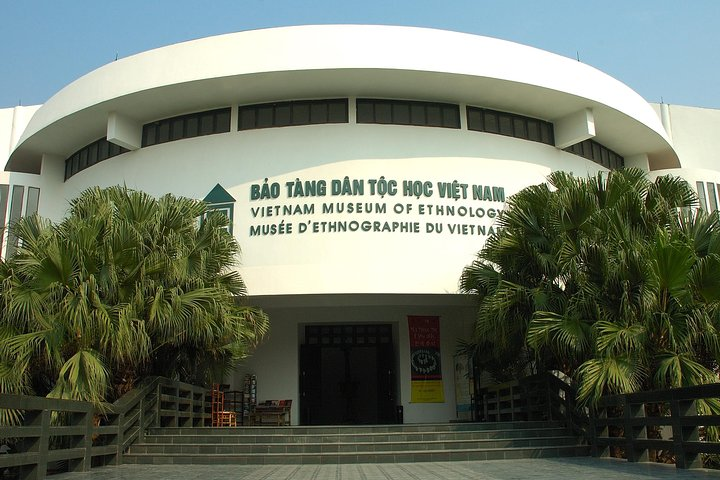 BẢO TÀNG DÂN TỘC HỌC VIỆT NAM
VIETNAM MUSEUM OF ETHNOLOGY
MUSÉE D'ETHNOGRAPHIE DU VIETNAM